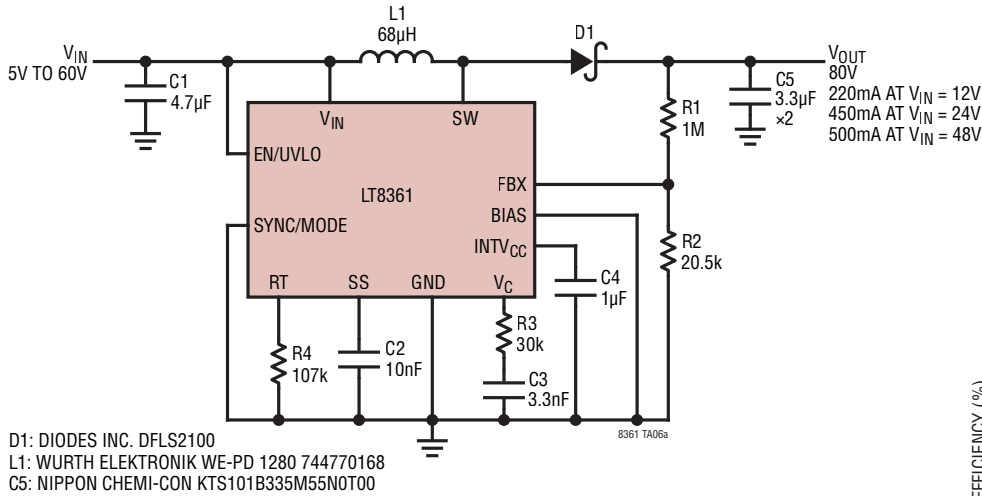 L1
68µH
D1
VIN
5V TO 60V
C1
4.7µF
VOUT
80V
220mA AT VIN = 12V
450mA AT VIN = 24V
500mA AT VIN = 48V
C5
3.3µF
×2
R1
1M
VIN
SW
EN/UVLO
FBX
LT8361
BIAS
SYNC/MODE
INTVCC
R2
20.5k
RT
SS
GND
VC
C4
1µF
R3
30k
R4
107k
C2
10nF
C3
3.3nF
8361 TA06a
D1: DIODES INC. DFLS2100
L1: WURTH ELEKTRONIK WE-PD 1280 744770168
C5: NIPPON CHEMI-CON KTS101B335M55N0T00
EFFICIENCY (%)